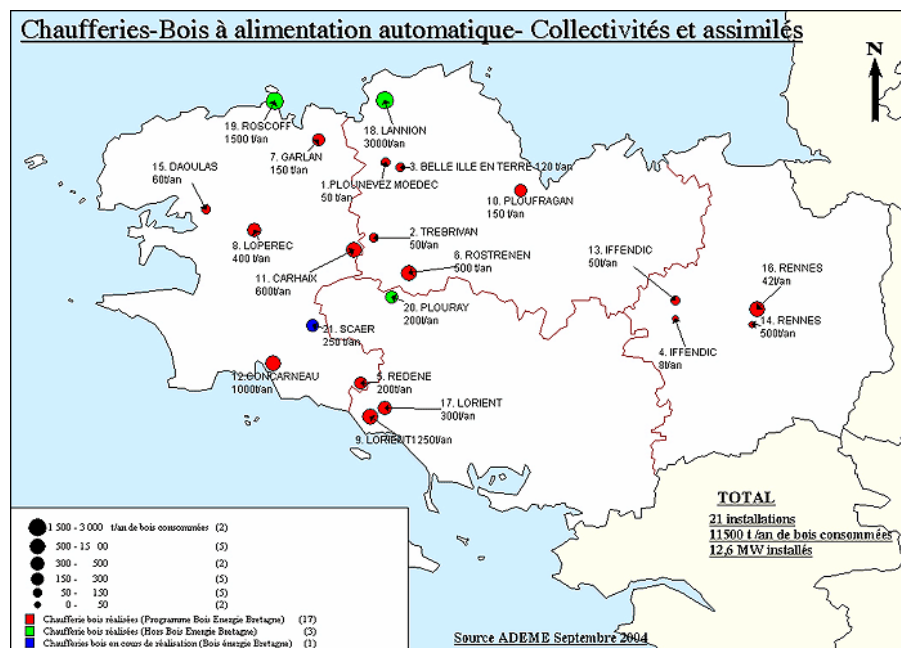 Chaufferies-Bois à alimentation automatique- Collectivités et assimilés
N
19. ROSCOFF
1500 t/an
18. LANNION
3000t/an
7. GARLAN
150 t/an
3. BELLE ILLE EN TERRE 120 t/an
15. DAOULAS
60t/an
1.PLOUNEVEZ MOEDEC
50 t/an
10. PLOUFRAGAN
150 t/an
2. TREBRIVAN
50t/an
8. LOPEREC
400 t/an
13. IFFENDIC
50t/an
6. ROSTRENEN
500 t/an
16. RENNES
42t/an
11. CARHAIX
600t/an
20. PLOURAY
200t/an
14. RENNES
500t/an
21. SCAER
250 t/an
4. IFFENDIC
8t/an
12.CONCARNEAU
1000t/an
5. REDENE
200t/an
17. LORIENT
300t/an
9. LORIENT1250t/an
TOTAL
21 installations
11500 t /an de bois consommées
12,6 MW installés
1 500 - 3 000 t/an de bois consommées (2)
500 - 15 00 (5)
300 - 500 (2)
150 - 300 (5)
50 - 150 (5)
0 - 50 (2)
Chaufferie bois réalisées (Programme Bois Energie Bretagne) (17)
Chaufferie bois réalisées (Hors Bois Energie Bretagne) (3)
Chaufferies bois en cours de réalisation (Bois énergie Bretagne) (1)
Source ADEME Septembre 2004